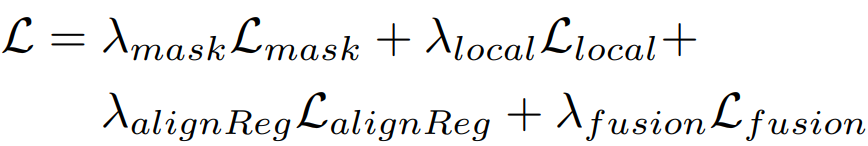 ℒ = λ_{mask}ℒ_{mask} + λ_{local}ℒ_{local}+
λ_{alignReg}ℒ_{alignReg} + λ_{fusion}ℒ_{fusion}